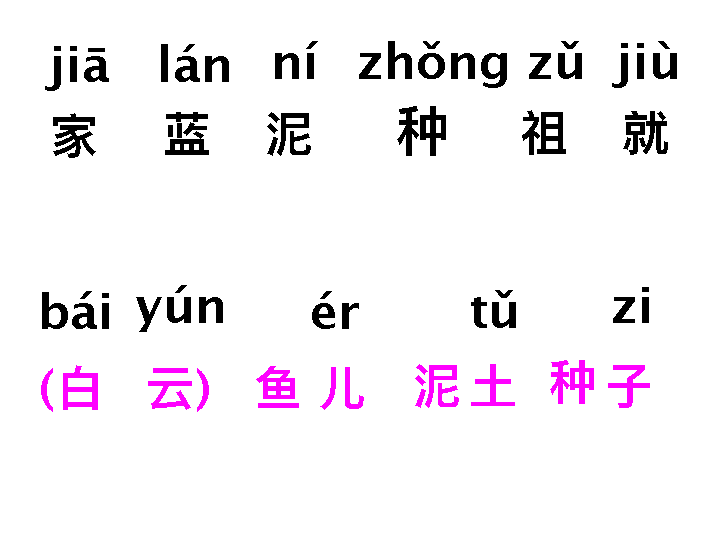 jiā lán ní zhǒng zǔ jiù
家 蓝 泥 种 祖 就
bái yún ér tǔ zi
(白 云) 鱼 儿 泥 土 种 子